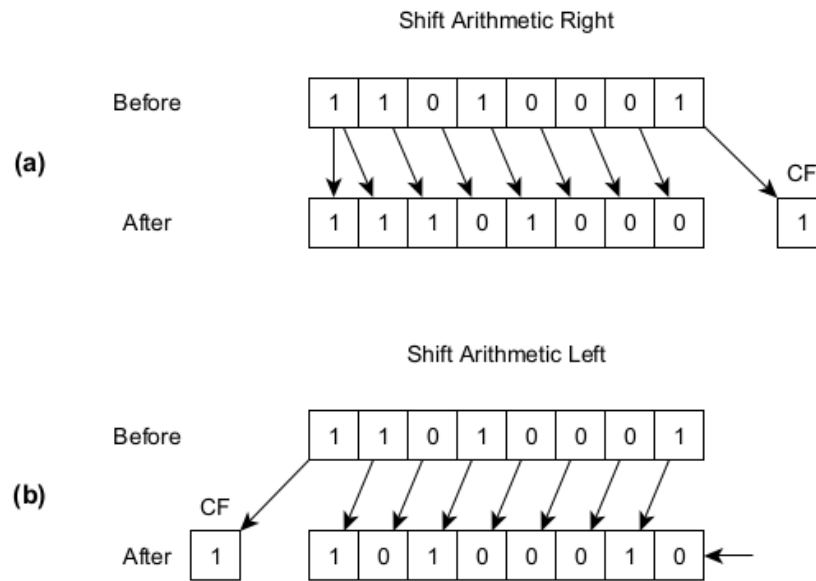 Shift Arithmetic Right
Before 1 1 0 1 0 0 0 1
(a)
CF
After 1 1 1 0 1 0 0 0 1
Shift Arithmetic Left
Before 1 1 0 1 0 0 0 1
(b)
CF
After 1 1 0 1 0 0 0 1 0